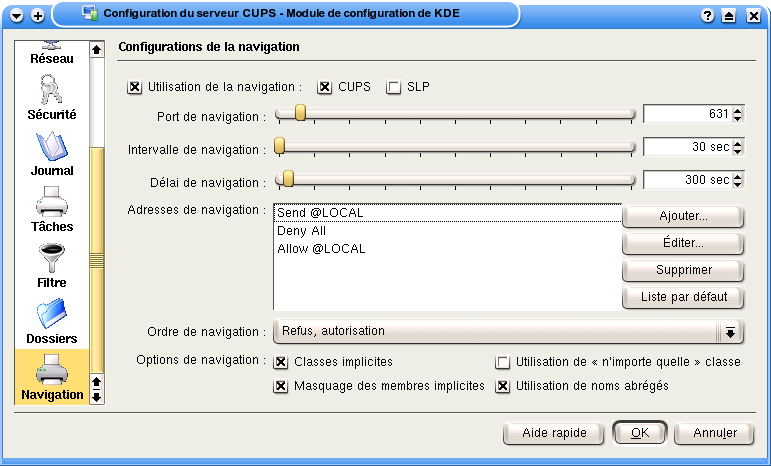 Configuration du serveur CUPS - Module de configuration de KDE
Réseau
Sécurité
Journal
Tâches
Filtre
Dossiers
Navigation
Configurations de la navigation
Utilisation de la navigation : CUPS SLP
Port de navigation : 631
Intervalle de navigation : 30 sec
Délai de navigation : 300 sec
Adresses de navigation :
Send @LOCAL
Deny All
Allow @LOCAL
Ajouter...
Éditer...
Supprimer
Liste par défaut
Ordre de navigation : Refus, autorisation
Options de navigation : Classes implicites Utilisation de « n'importe quelle » classe
Masquage des membres implicites Utilisation de noms abrégés
Aide rapide OK Annuler